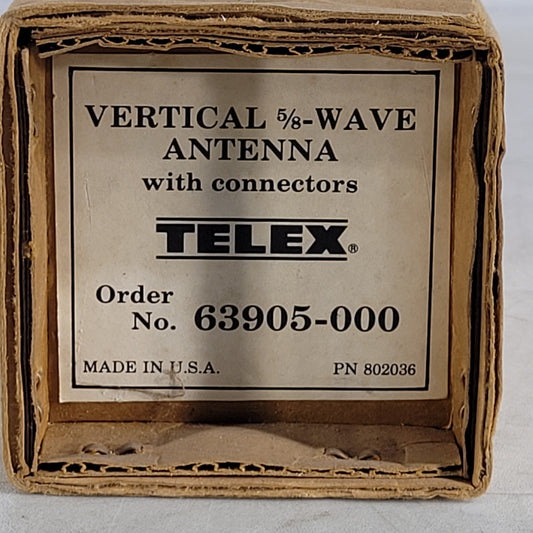 VERTICAL ⅝-WAVE
ANTENNA
with connectors
TELEX®
Order
No. 63905-000
MADE IN U.S.A. PN 802036